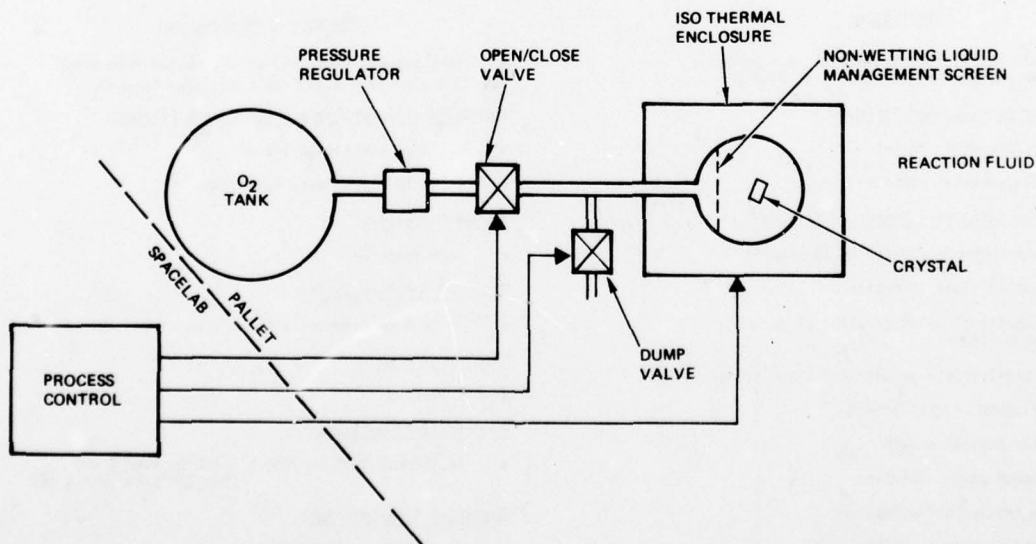 ISO THERMAL
ENCLOSURE
PRESSURE
REGULATOR
OPEN/CLOSE
VALVE
NON-WETTING LIQUID
MANAGEMENT SCREEN
O2
TANK
REACTION FLUID
CRYSTAL
SPACELAB
PALLET
DUMP
VALVE
PROCESS
CONTROL